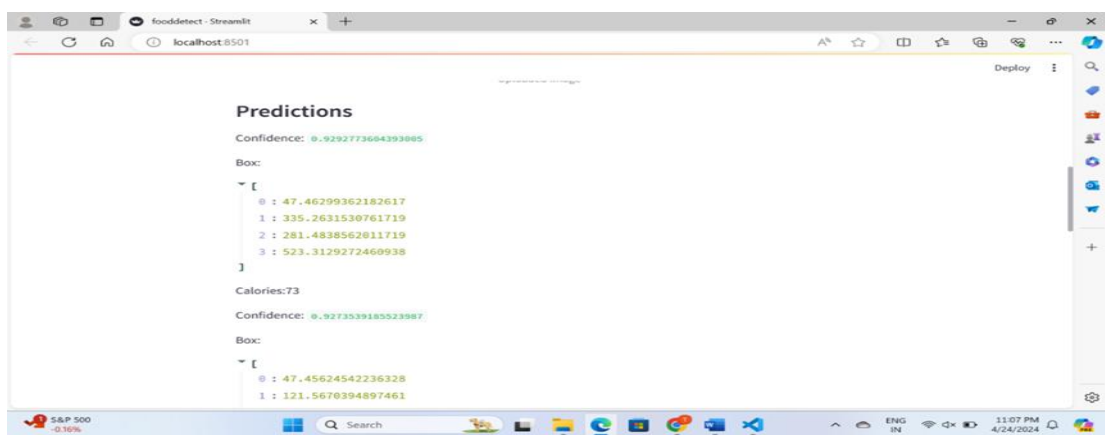 fooddetect · Streamlit
localhost:8501
Deploy
Uploaded Image
Predictions
Confidence: 0.9292773604393005
Box:
[
0 : 47.46299362182617
1 : 335.2631530761719
2 : 281.4838562011719
3 : 523.3129272460938
]
Calories:73
Confidence: 0.9273539185523987
Box:
[
0 : 47.45624542236328
1 : 121.5670394897461
S&P 500
-0.16%
Search
ENG
IN
11:07 PM
4/24/2024